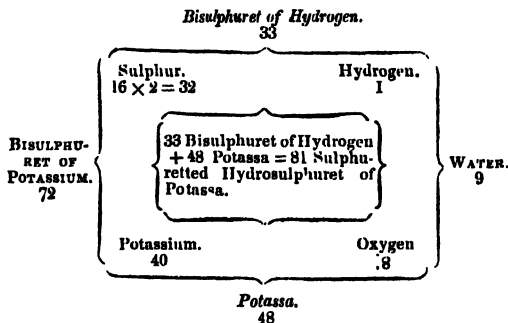 Bisulphuret of Hydrogen.
33
Sulphur.
16 × 2 = 32
Hydrogen.
1
BISULPHU-
RET OF
POTASSIUM.
72
33 Bisulphuret of Hydrogen
+ 48 Potassa = 81 Sulphu-
retted Hydrosulphuret of
Potassa.
WATER.
9
Potassium.
40
Oxygen
.8
Potassa.
48